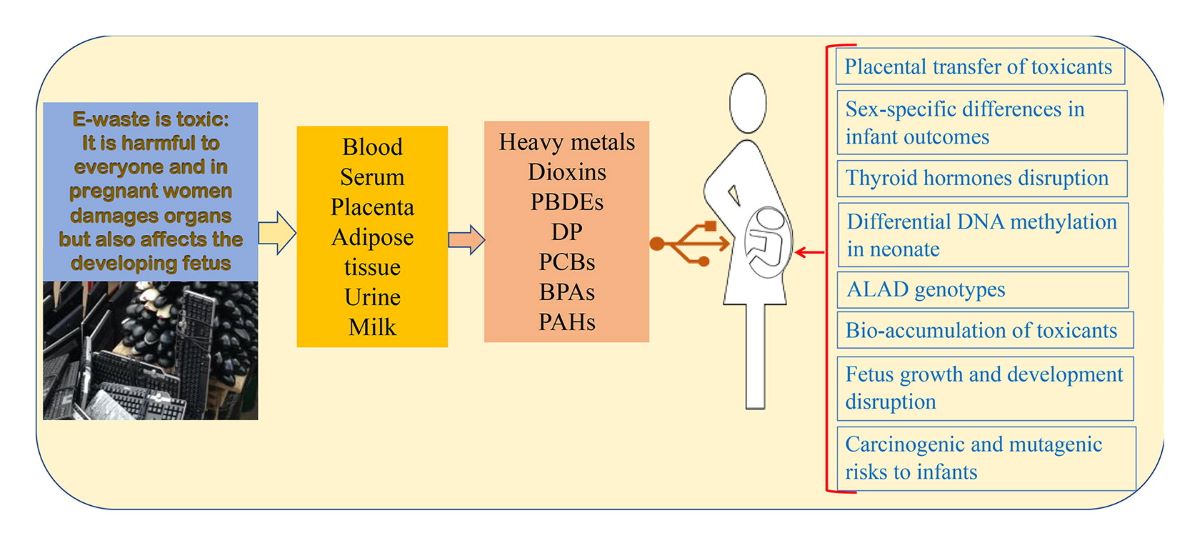 E-waste is toxic:
It is harmful to
everyone and in
pregnant women
damages organs
but also affects the
developing fetus
Blood
Serum
Placenta
Adipose
tissue
Urine
Milk
Heavy metals
Dioxins
PBDEs
DP
PCBs
BPAs
PAHs
Placental transfer of toxicants
Sex-specific differences in
infant outcomes
Thyroid hormones disruption
Differential DNA methylation
in neonate
ALAD genotypes
Bio-accumulation of toxicants
Fetus growth and development
disruption
Carcinogenic and mutagenic
risks to infants